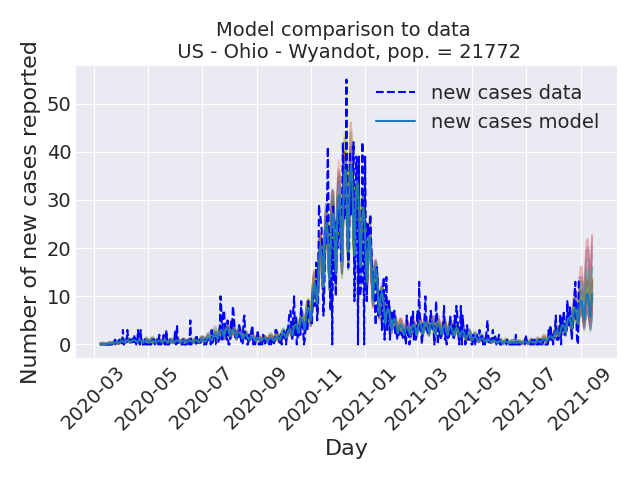 Model comparison to data
US - Ohio - Wyandot, pop. = 21772
Number of new cases reported
50
40
30
20
10
0
new cases data
new cases model
2020-03
2020-05
2020-07
2020-09
2020-11
2021-01
2021-03
2021-05
2021-07
2021-09
Day